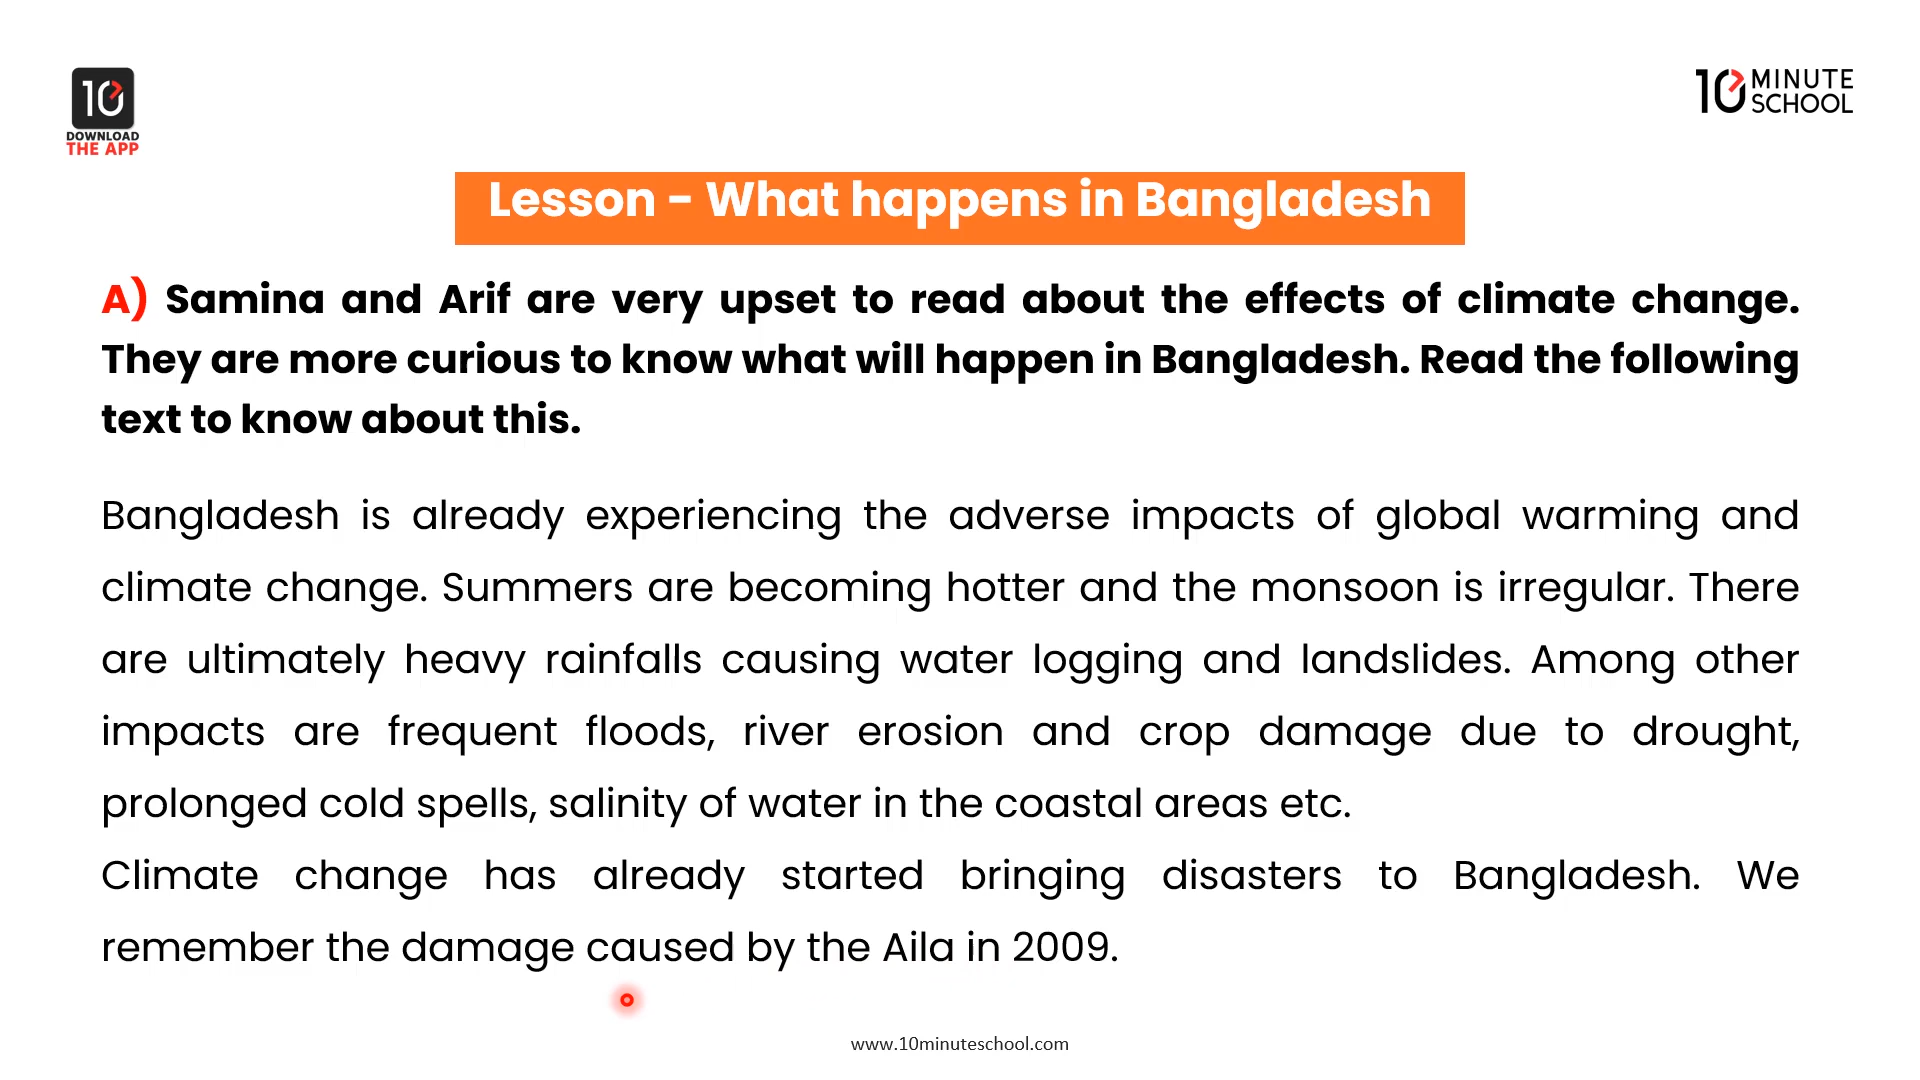 10
DOWNLOAD
THE APP
10 MINUTE
SCHOOL
Lesson - What happens in Bangladesh
A) Samina and Arif are very upset to read about the effects of climate change.
They are more curious to know what will happen in Bangladesh. Read the following
text to know about this.
Bangladesh is already experiencing the adverse impacts of global warming and
climate change. Summers are becoming hotter and the monsoon is irregular. There
are ultimately heavy rainfalls causing water logging and landslides. Among other
impacts are frequent floods, river erosion and crop damage due to drought,
prolonged cold spells, salinity of water in the coastal areas etc.
Climate change has already started bringing disasters to Bangladesh. We
remember the damage caused by the Aila in 2009.
www.10minuteschool.com